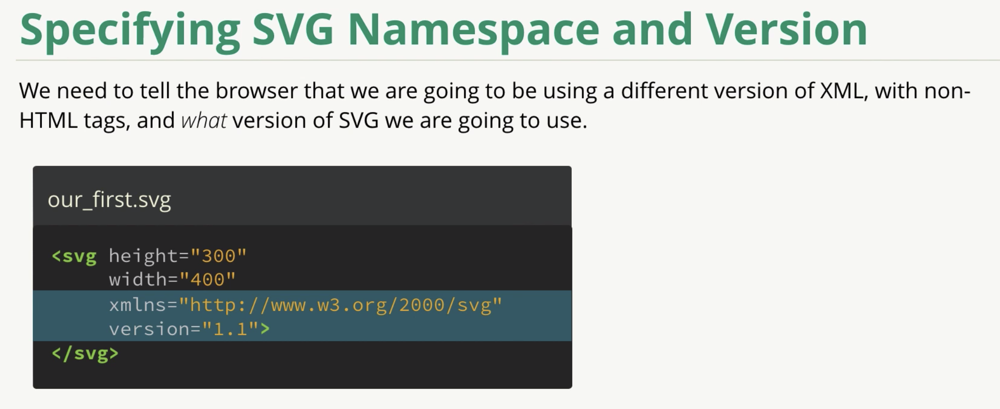 Specifying SVG Namespace and Version
We need to tell the browser that we are going to be using a different version of XML, with non-
HTML tags, and what version of SVG we are going to use.
our_first.svg
<svg height="300"
width="400"
xmlns="http://www.w3.org/2000/svg"
version="1.1">
</svg>